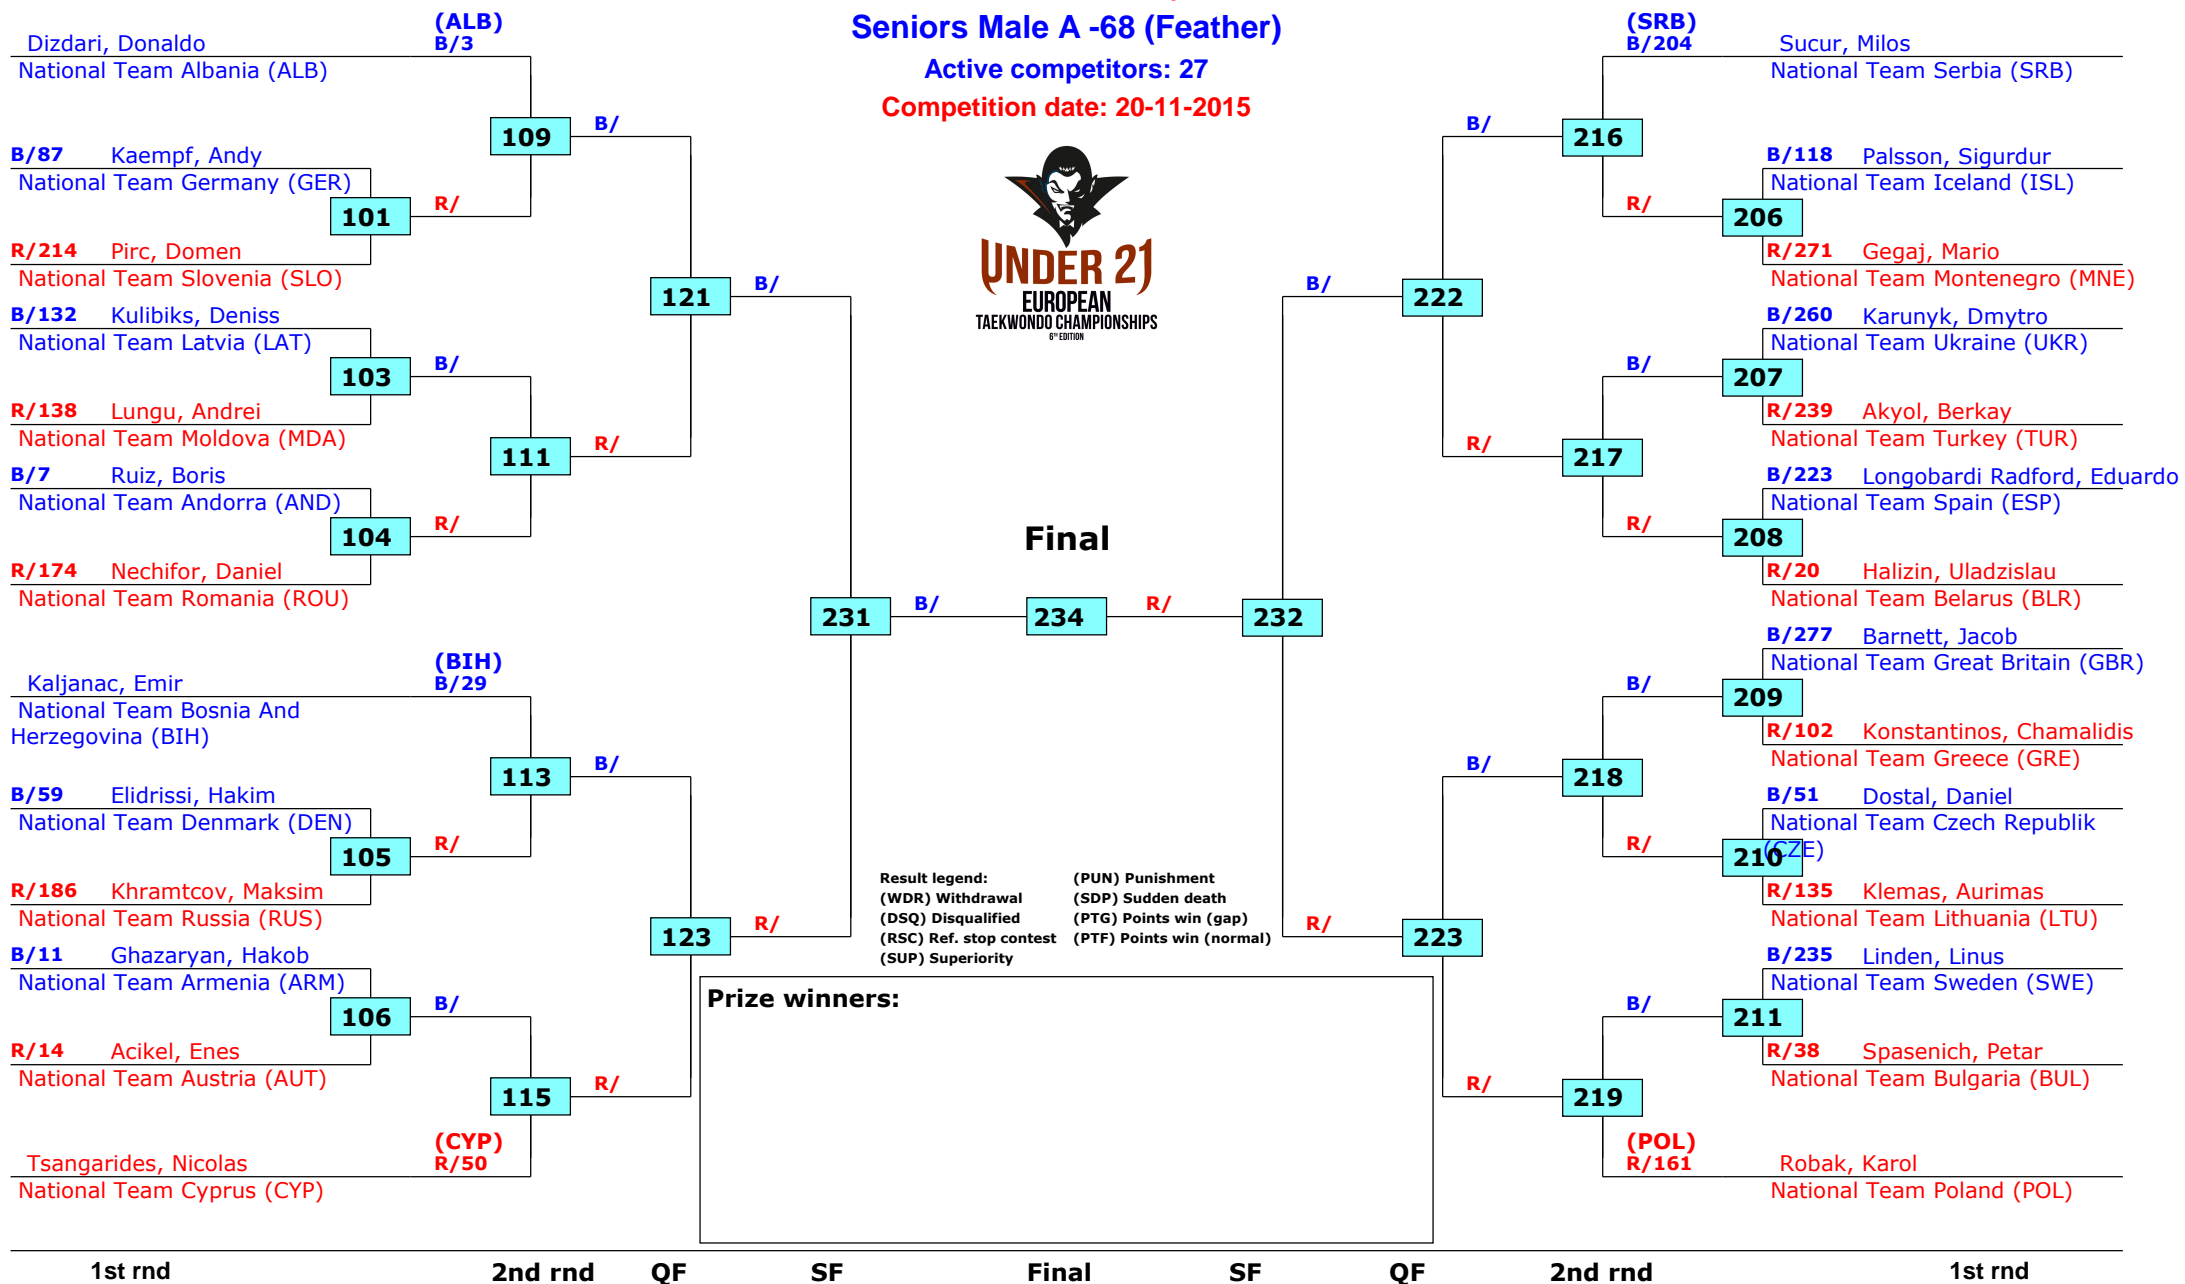 Seniors Male A -68 (Feather)
Active competitors: 27
Competition date: 20-11-2015
UNDER 21
EUROPEAN
TAEKWONDO CHAMPIONSHIPS
6TH EDITION
(ALB)
Dizdari, Donaldo B/3
National Team Albania (ALB)
109 B/
B/87 Kaempf, Andy
National Team Germany (GER)
101 R/
R/214 Pirc, Domen
National Team Slovenia (SLO)
121 B/
B/132 Kulibiks, Deniss
National Team Latvia (LAT)
103 B/
R/138 Lungu, Andrei
National Team Moldova (MDA)
111 R/
B/7 Ruiz, Boris
National Team Andorra (AND)
104 R/
R/174 Nechifor, Daniel
National Team Romania (ROU)
231 B/
(BIH)
Kaljanac, Emir B/29
National Team Bosnia And
Herzegovina (BIH)
113 B/
B/59 Elidrissi, Hakim
National Team Denmark (DEN)
105 R/
R/186 Khramtcov, Maksim
National Team Russia (RUS)
123 R/
B/11 Ghazaryan, Hakob
National Team Armenia (ARM)
106 B/
R/14 Acikel, Enes
National Team Austria (AUT)
115 R/
(CYP)
Tsangarides, Nicolas R/50
National Team Cyprus (CYP)
Final
234
(SRB)
B/204 Sucur, Milos
National Team Serbia (SRB)
B/ 216
B/118 Palsson, Sigurdur
National Team Iceland (ISL)
R/ 206
R/271 Gegaj, Mario
National Team Montenegro (MNE)
B/ 222
B/260 Karunyk, Dmytro
National Team Ukraine (UKR)
B/ 207
R/239 Akyol, Berkay
National Team Turkey (TUR)
R/ 217
B/223 Longobardi Radford, Eduardo
National Team Spain (ESP)
R/ 208
R/20 Halizin, Uladzislau
National Team Belarus (BLR)
R/ 232
B/277 Barnett, Jacob
National Team Great Britain (GBR)
B/ 209
R/102 Konstantinos, Chamalidis
National Team Greece (GRE)
B/ 218
B/51 Dostal, Daniel
National Team Czech Republik
(CZE)
R/ 210
R/135 Klemas, Aurimas
National Team Lithuania (LTU)
R/ 223
B/235 Linden, Linus
National Team Sweden (SWE)
B/ 211
R/38 Spasenich, Petar
National Team Bulgaria (BUL)
R/ 219
(POL)
R/161 Robak, Karol
National Team Poland (POL)
Result legend: (PUN) Punishment
(WDR) Withdrawal (SDP) Sudden death
(DSQ) Disqualified (PTG) Points win (gap)
(RSC) Ref. stop contest (PTF) Points win (normal)
(SUP) Superiority
Prize winners:
1st rnd 2nd rnd QF SF Final SF QF 2nd rnd 1st rnd